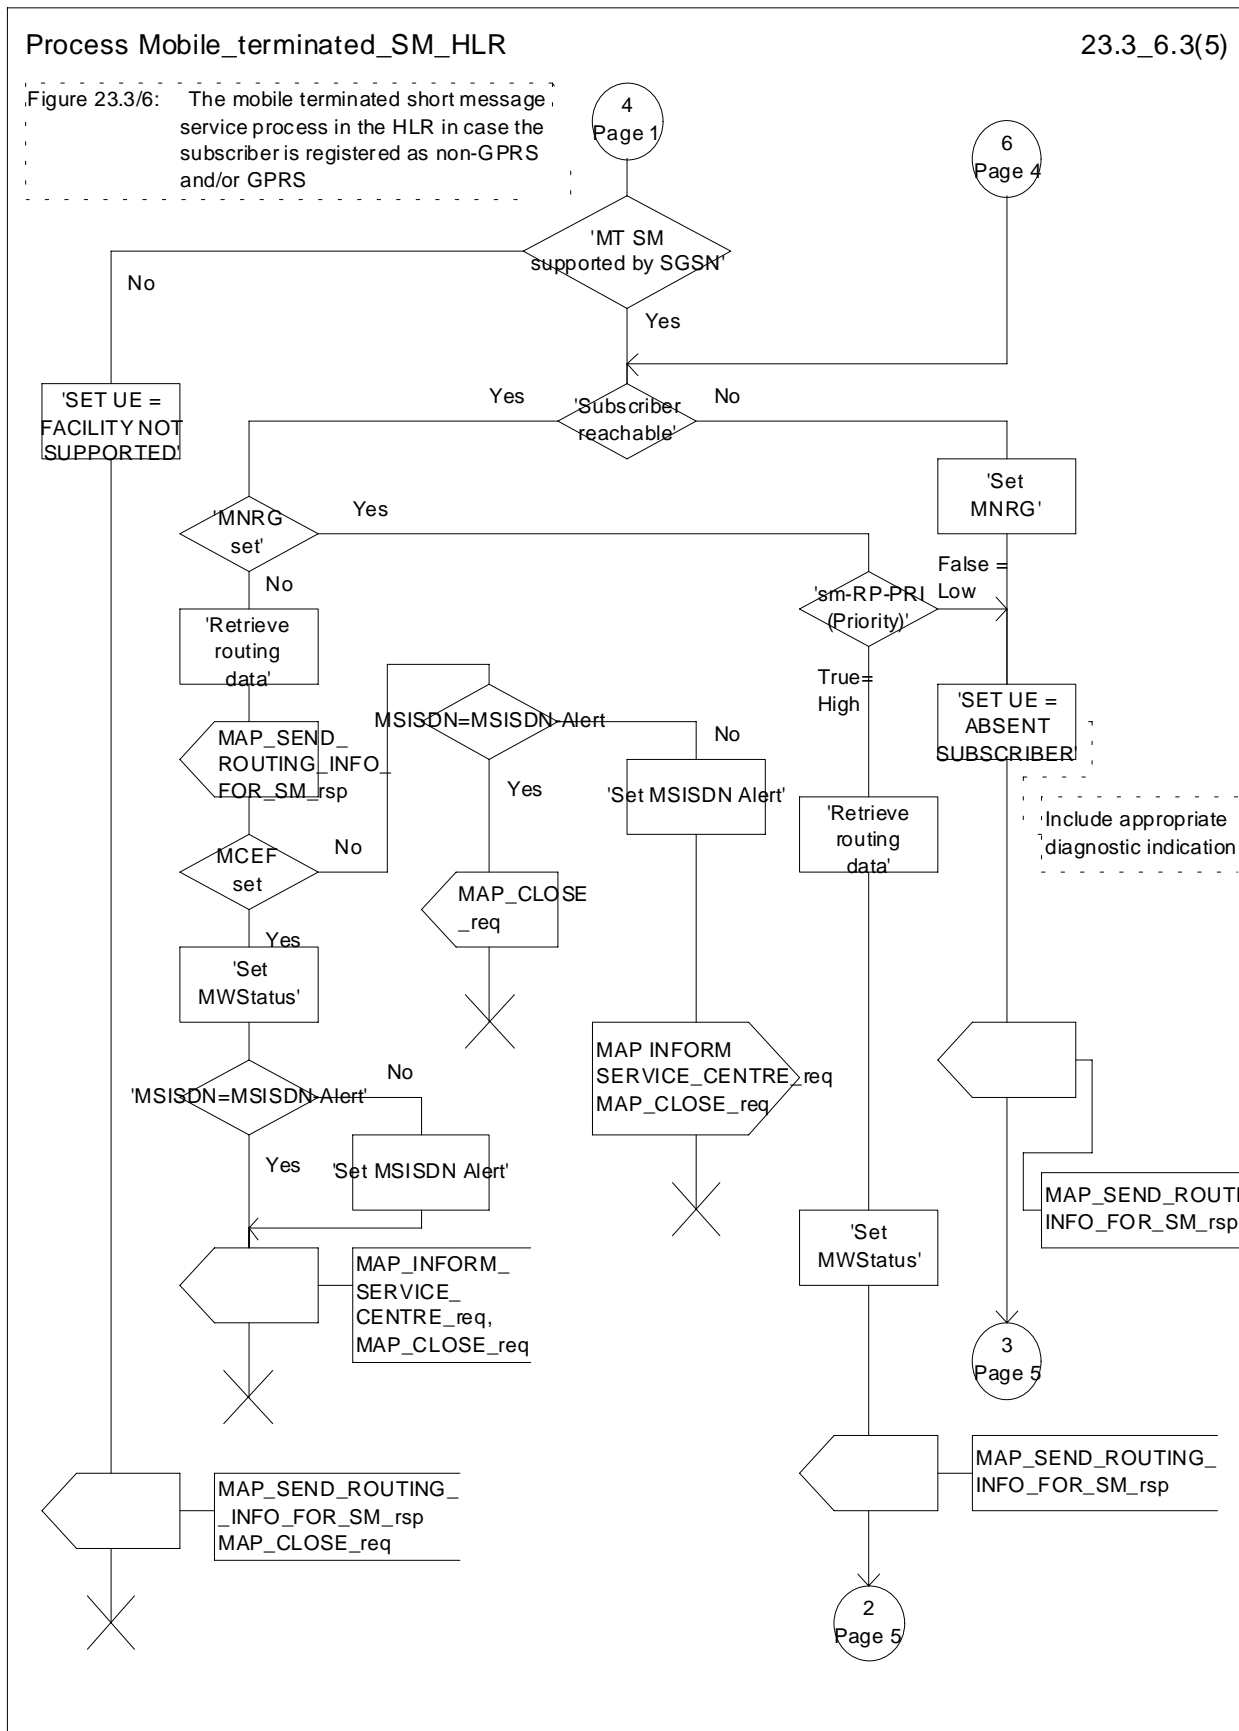 Process Mobile_terminated_SM_HLR
23.3_6.3(5)
Figure 23.3/6: The mobile terminated short message
service process in the HLR in case the
subscriber is registered as non-GPRS
and/or GPRS
4
Page 1
6
Page 4
'MT SM
supported by SGSN'
No
Yes
'SET UE =
FACILITY NOT
SUPPORTED'
Yes
'Subscriber
reachable'
No
'Set
MNRG'
'MNRG
set'
Yes
No
'sm-RP-PRI
(Priority)'
False =
Low
True=
High
'Retrieve
routing
data'
MAP_SEND_
ROUTING_INFO_
FOR_SM_rsp
MSISDN=MSISDN-Alert
No
Yes
'SET UE =
ABSENT
SUBSCRIBER'
'Set MSISDN Alert'
'Retrieve
routing
data'
Include appropriate
diagnostic indication
MCEF
set
No
Yes
MAP_CLOSE
_req
'Set
MWStatus'
MAP INFORM
SERVICE_CENTRE_req
MAP_CLOSE_req
'MSISDN=MSISDN-Alert'
No
Yes
'Set MSISDN Alert'
MAP_SEND_ROUTI
INFO_FOR_SM_rsp
'Set
MWStatus'
MAP_INFORM_
SERVICE_
CENTRE_req,
MAP_CLOSE_req
3
Page 5
MAP_SEND_ROUTING_
INFO_FOR_SM_rsp
MAP_SEND_ROUTING_
_INFO_FOR_SM_rsp
MAP_CLOSE_req
2
Page 5